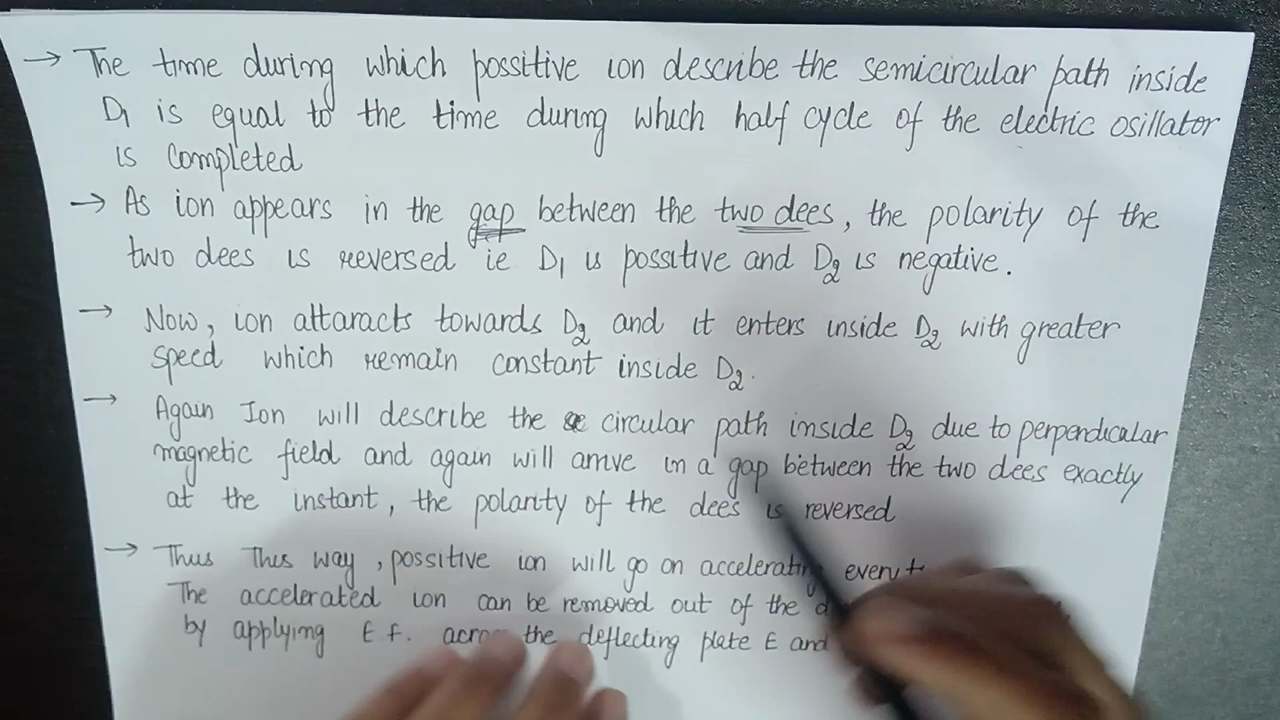 → The time during which possitive ion describe the semicircular path inside
D1 is equal to the time during which half cycle of the electric osillator
is completed
→ As ion appears in the gap between the two dees, the polarity of the
two dees is reversed ie D1 is possitive and D2 is negative.
→ Now, ion attaracts towards D2 and it enters inside D2 with greater
speed which remain constant inside D2.
→ Again Ion will describe the circular path inside D2 due to perpendicular
magnetic field and again will arrive in a gap between the two dees exactly
at the instant, the polarity of the dees is reversed
→ Thus This way, possitive ion will go on accelerating every
The accelerated ion can be removed out of the
by applying E f. across the deflecting plate E and